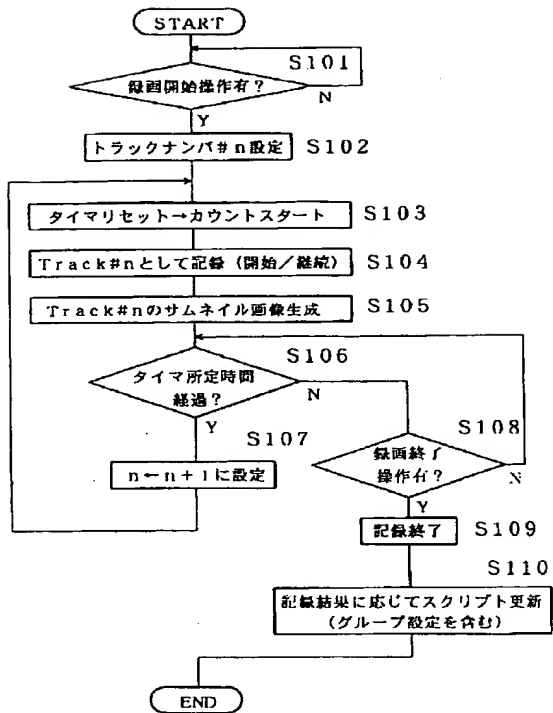 START
S101
録画開始操作有？
N
Y
トラックナンバ＃n設定 S102
タイマリセット→カウントスタート S103
Track#nとして記録（開始／継続） S104
Track#nのサムネイル画像生成 S105
S106
タイマ所定時間
経過？
N
Y
S107
n←n＋1に設定
S108
録画終了
操作有？
N
Y
記録終了 S109
S110
記録結果に応じてスクリプト更新
（グループ設定を含む）
END